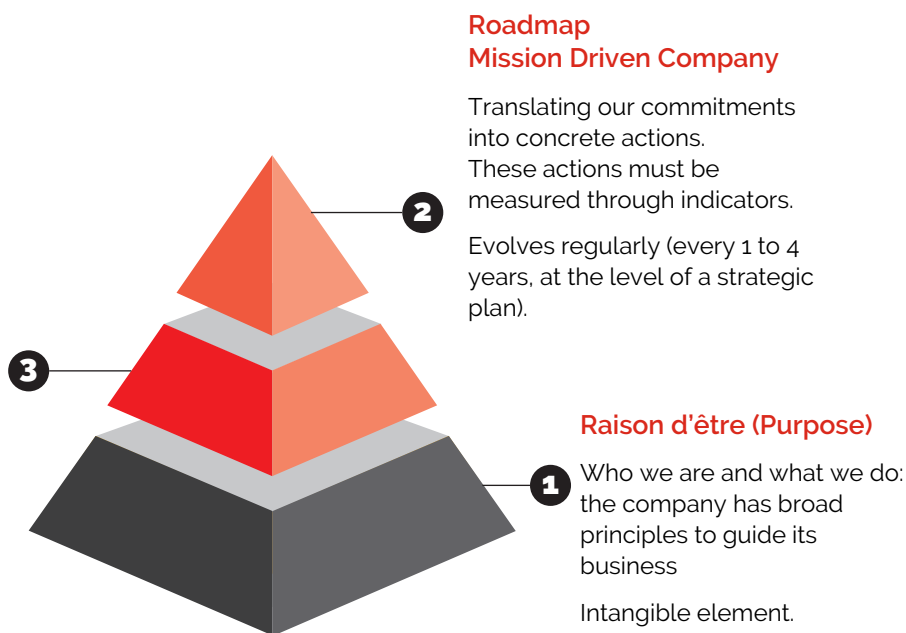 Roadmap
Mission Driven Company
Translating our commitments
into concrete actions.
These actions must be
measured through indicators.
Evolves regularly (every 1 to 4
years, at the level of a strategic
plan).
2
3
Raison d’être (Purpose)
1
Who we are and what we do:
the company has broad
principles to guide its
business
Intangible element.